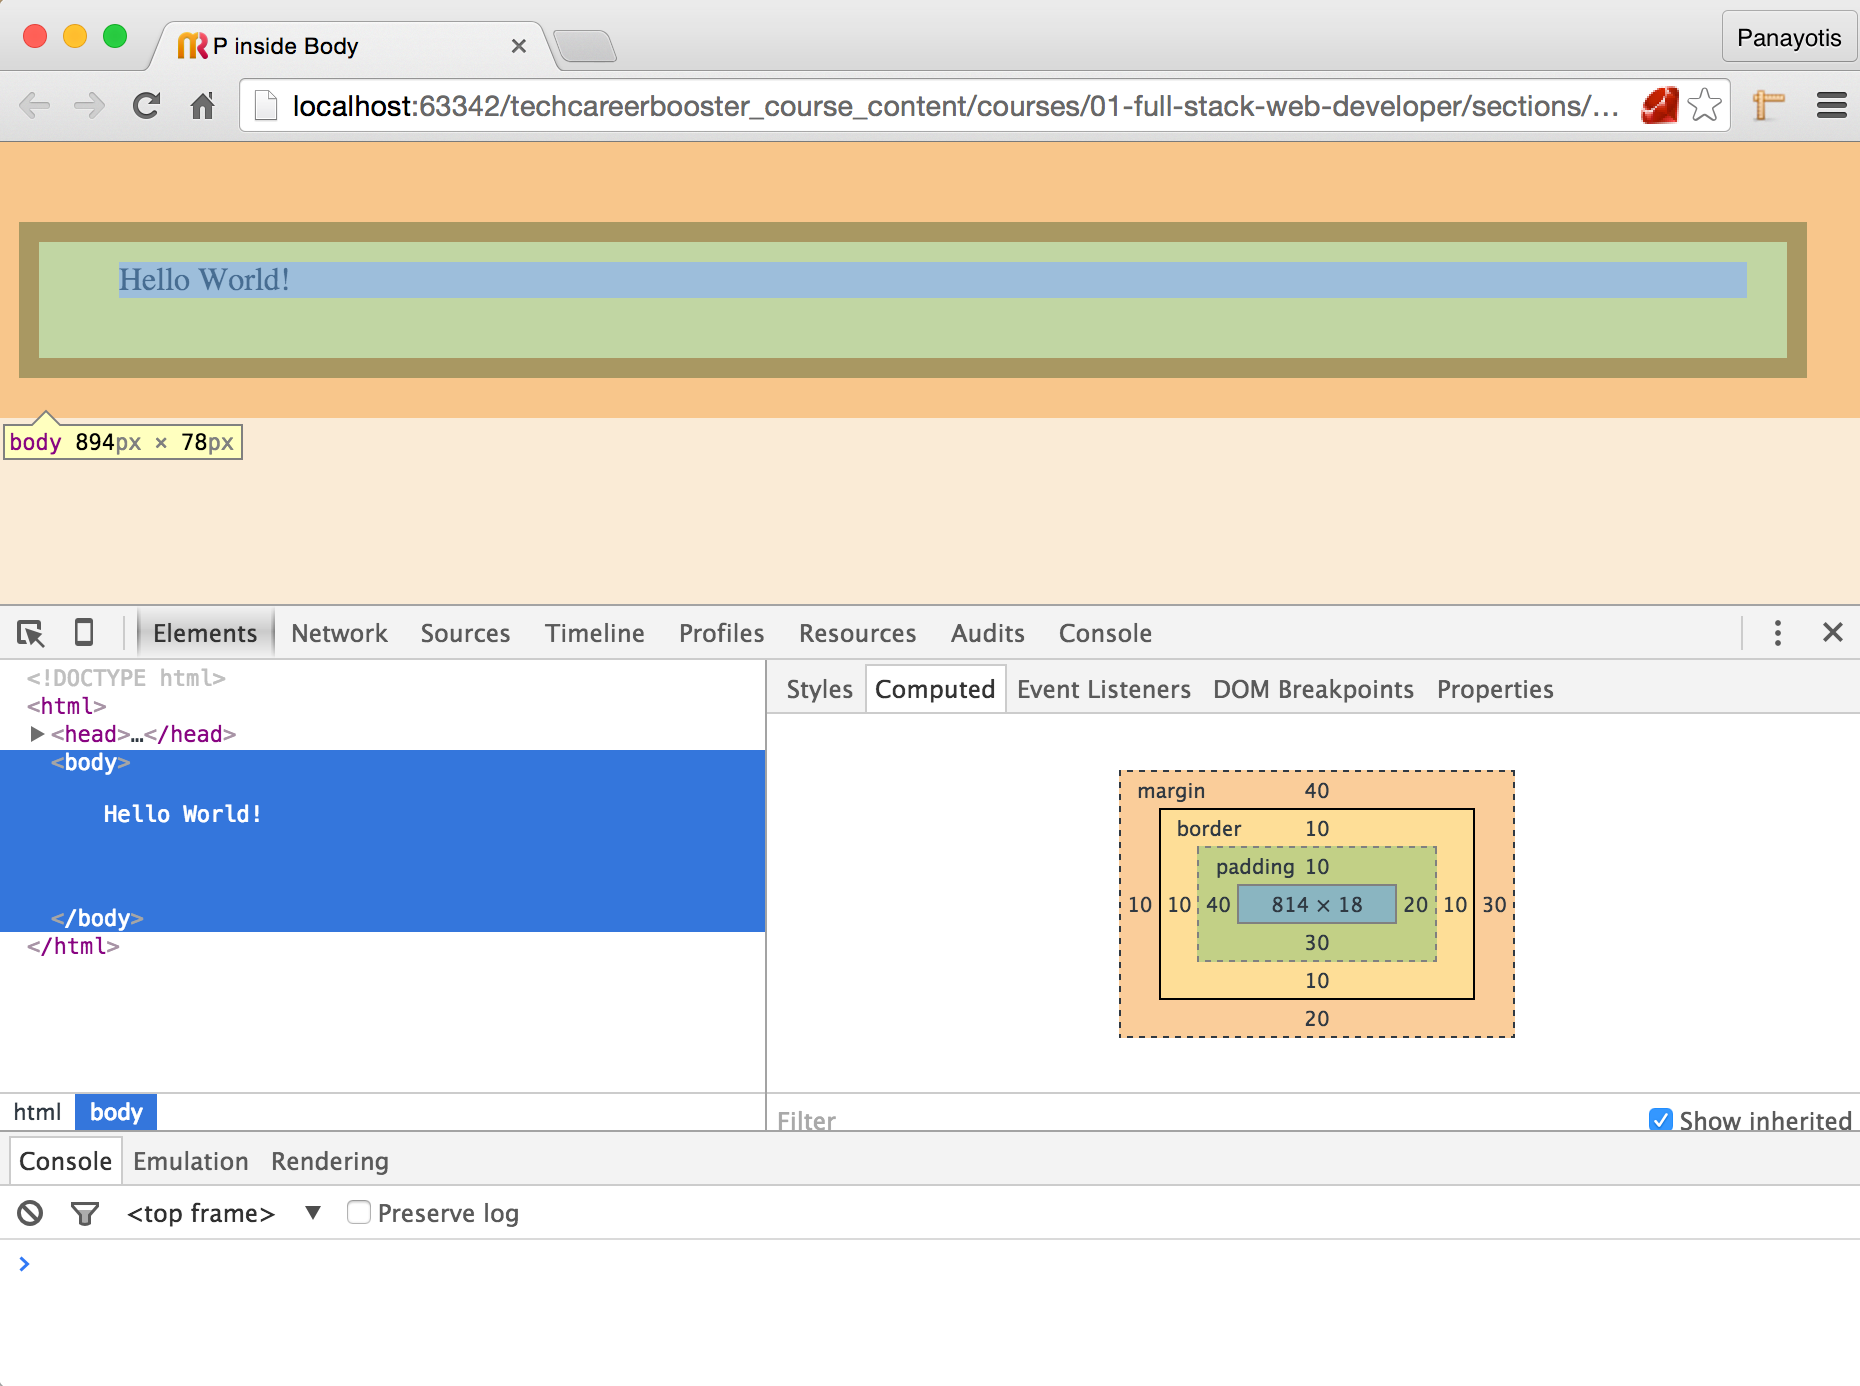 P inside Body
Panayotis
localhost:63342/techcareerbooster_course_content/courses/01-full-stack-web-developer/sections/...
Hello World!
body 894px × 78px
Elements Network Sources Timeline Profiles Resources Audits Console
<!DOCTYPE html>
<html>
<head>…</head>
<body>
Hello World!
</body>
</html>
html body
Styles Computed Event Listeners DOM Breakpoints Properties
margin 40
border 10
padding 10
10 10 40 814 × 18 20 10 30
30
10
20
Filter Show inherited
Console Emulation Rendering
<top frame> ▼ Preserve log
>